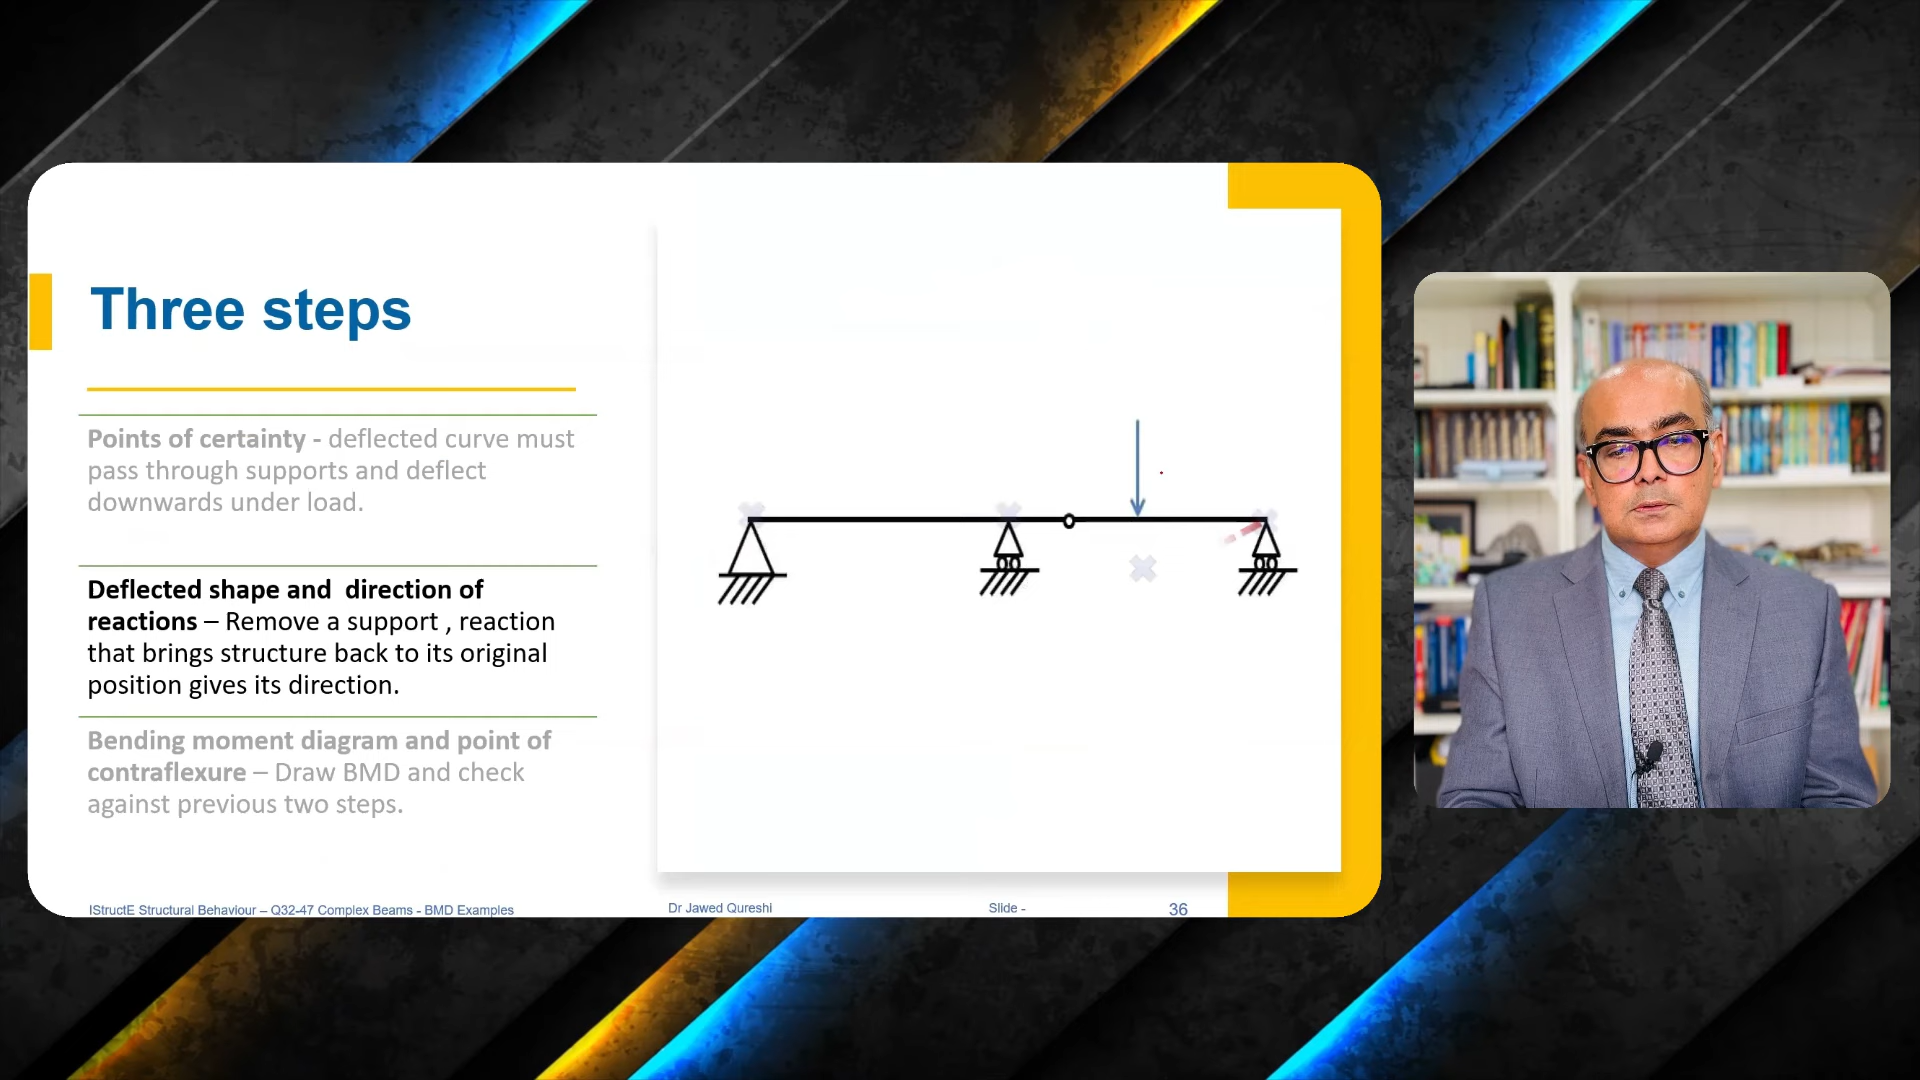 Three steps
Points of certainty - deflected curve must
pass through supports and deflect
downwards under load.
Deflected shape and  direction of
reactions – Remove a support , reaction
that brings structure back to its original
position gives its direction.
Bending moment diagram and point of
contraflexure – Draw BMD and check
against previous two steps.
IStructE Structural Behaviour – Q32-47 Complex Beams - BMD Examples
Dr Jawed Qureshi
Slide -
36